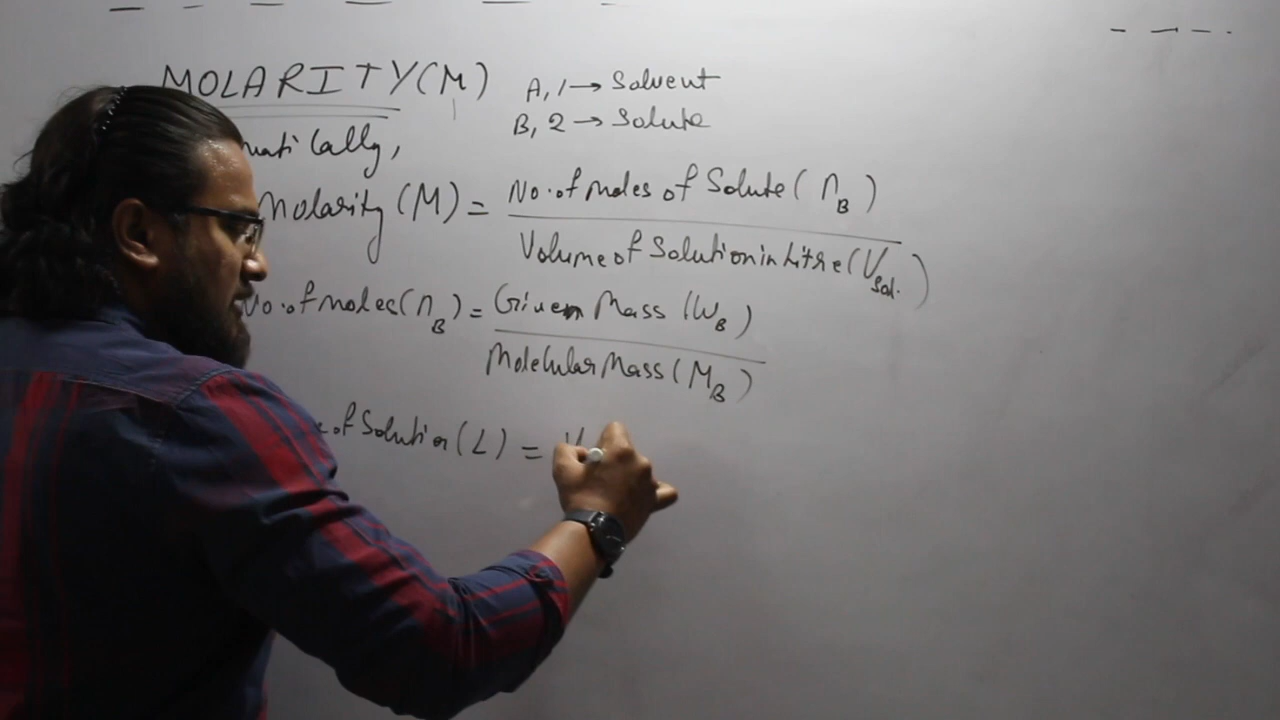 MOLARITY(M)
A, 1 → Solvent
B, 2 → Solute
matically,
Molarity (M) = No. of moles of Solute (nB)
Volume of Solution in Litre (VSol.)
No. of moles (nB) = Given Mass (WB)
Molecular Mass (MB)
e of Solution (L) = V